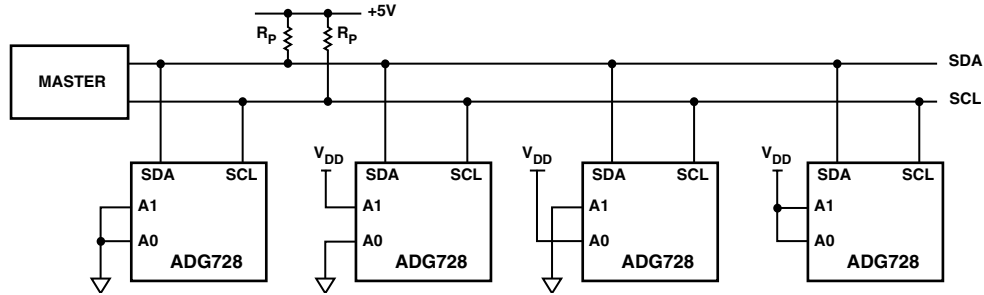 +5V
RP RP
MASTER
SDA
SCL
VDD VDD VDD
SDA SCL SDA SCL SDA SCL SDA SCL
A1 A1 A1 A1
A0 A0 A0 A0
ADG728 ADG728 ADG728 ADG728